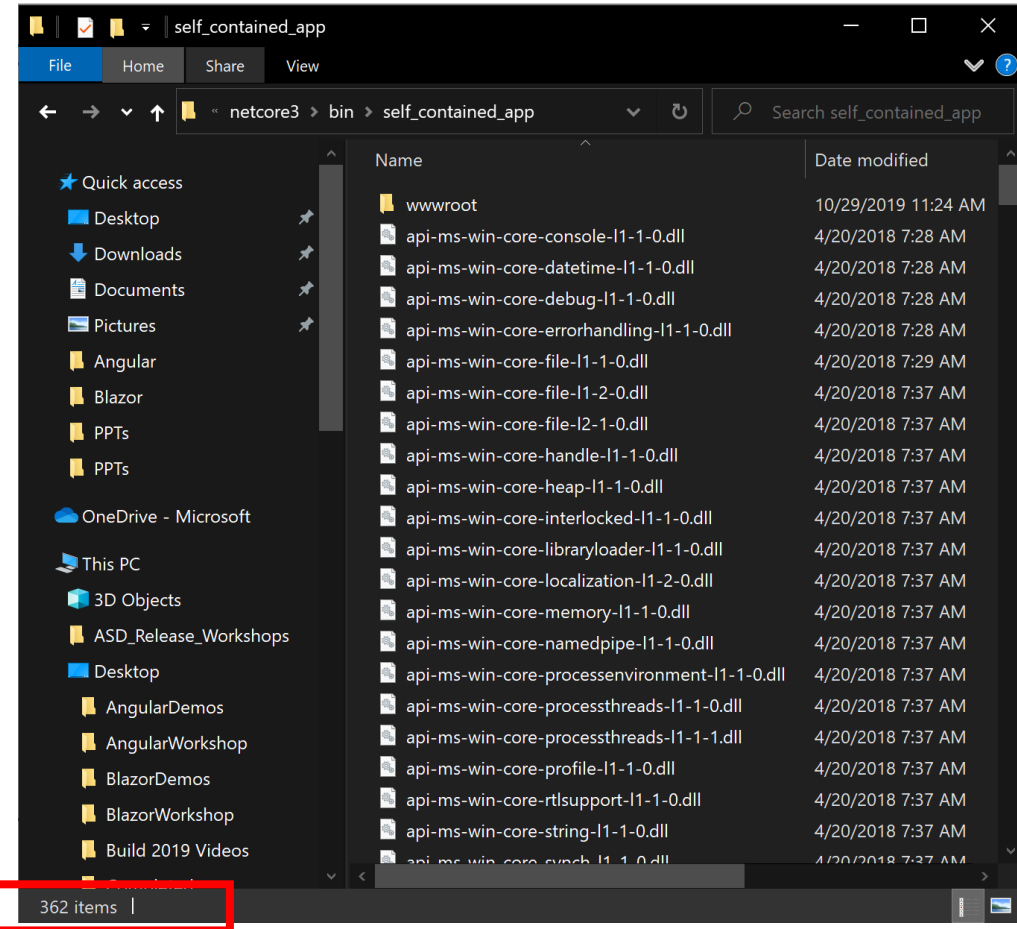 self_contained_app
File Home Share View
« netcore3 > bin > self_contained_app
Search self_contained_app
Quick access
Desktop
Downloads
Documents
Pictures
Angular
Blazor
PPTs
PPTs
OneDrive - Microsoft
This PC
3D Objects
ASD_Release_Workshops
Desktop
AngularDemos
AngularWorkshop
BlazorDemos
BlazorWorkshop
Build 2019 Videos
Name Date modified
wwwroot 10/29/2019 11:24 AM
api-ms-win-core-console-l1-1-0.dll 4/20/2018 7:28 AM
api-ms-win-core-datetime-l1-1-0.dll 4/20/2018 7:28 AM
api-ms-win-core-debug-l1-1-0.dll 4/20/2018 7:28 AM
api-ms-win-core-errorhandling-l1-1-0.dll 4/20/2018 7:28 AM
api-ms-win-core-file-l1-1-0.dll 4/20/2018 7:29 AM
api-ms-win-core-file-l1-2-0.dll 4/20/2018 7:37 AM
api-ms-win-core-file-l2-1-0.dll 4/20/2018 7:37 AM
api-ms-win-core-handle-l1-1-0.dll 4/20/2018 7:37 AM
api-ms-win-core-heap-l1-1-0.dll 4/20/2018 7:37 AM
api-ms-win-core-interlocked-l1-1-0.dll 4/20/2018 7:37 AM
api-ms-win-core-libraryloader-l1-1-0.dll 4/20/2018 7:37 AM
api-ms-win-core-localization-l1-2-0.dll 4/20/2018 7:37 AM
api-ms-win-core-memory-l1-1-0.dll 4/20/2018 7:37 AM
api-ms-win-core-namedpipe-l1-1-0.dll 4/20/2018 7:37 AM
api-ms-win-core-processenvironment-l1-1-0.dll 4/20/2018 7:37 AM
api-ms-win-core-processthreads-l1-1-0.dll 4/20/2018 7:37 AM
api-ms-win-core-processthreads-l1-1-1.dll 4/20/2018 7:37 AM
api-ms-win-core-profile-l1-1-0.dll 4/20/2018 7:37 AM
api-ms-win-core-rtlsupport-l1-1-0.dll 4/20/2018 7:37 AM
api-ms-win-core-string-l1-1-0.dll 4/20/2018 7:37 AM
api-ms-win-core-synch-l1-1-0.dll 4/20/2018 7:37 AM
362 items